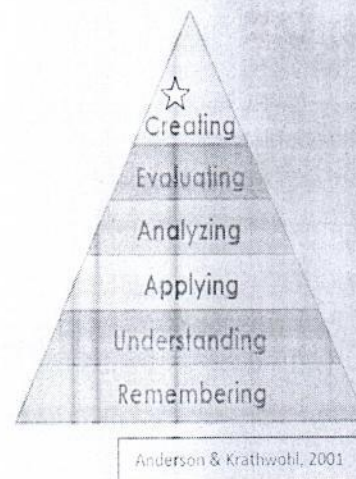 Creating
Evaluating
Analyzing
Applying
Understanding
Remembering
Anderson & Krathwohl, 2001